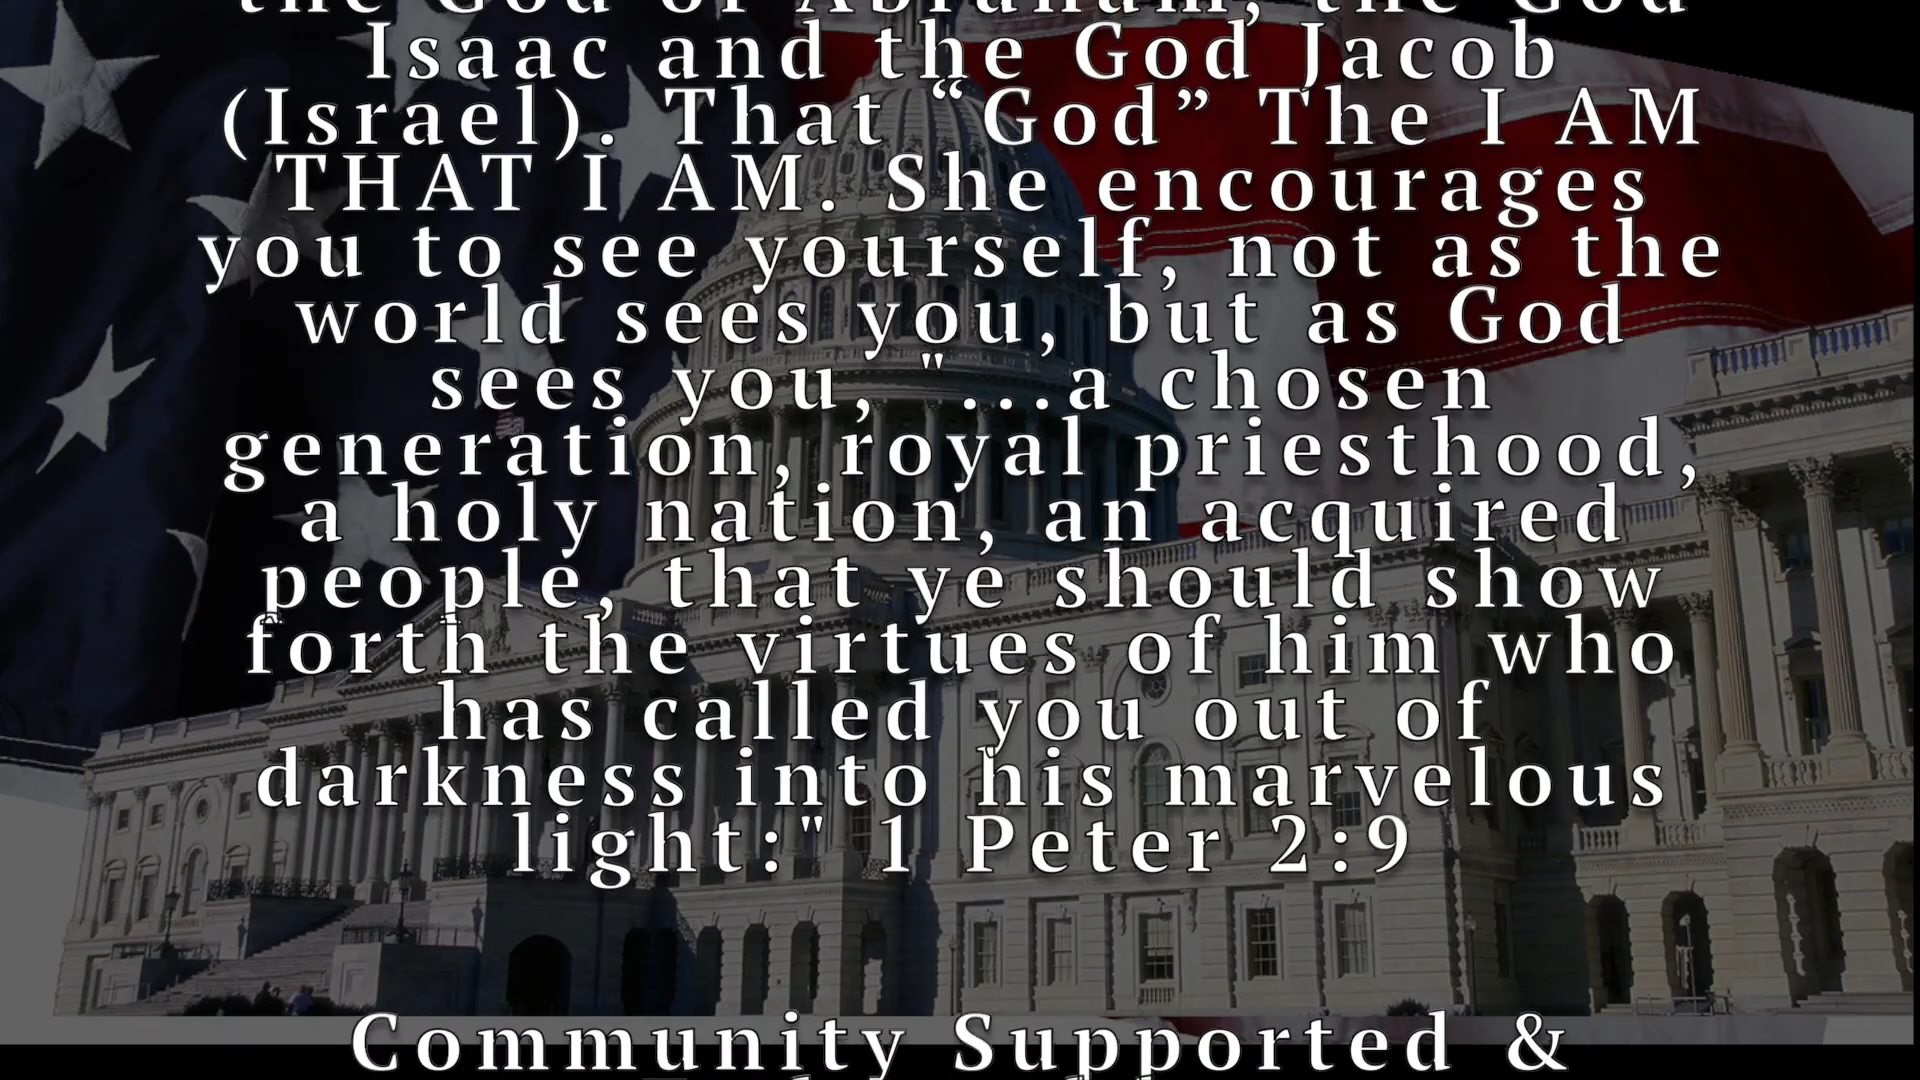 the God of Abraham, the God
Isaac and the God Jacob
(Israel). That “God” The I AM
THAT I AM. She encourages
you to see yourself, not as the
world sees you, but as God
sees you, "...a chosen
generation, royal priesthood,
a holy nation, an acquired
people, that ye should show
forth the virtues of him who
has called you out of
darkness into his marvelous
light:" 1 Peter 2:9
Community Supported &